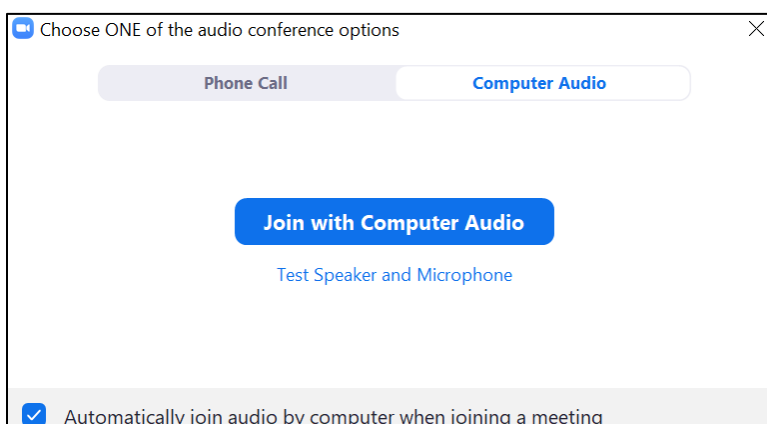 Choose ONE of the audio conference options
Phone Call
Computer Audio
Join with Computer Audio
Test Speaker and Microphone
Automatically join audio by computer when joining a meeting